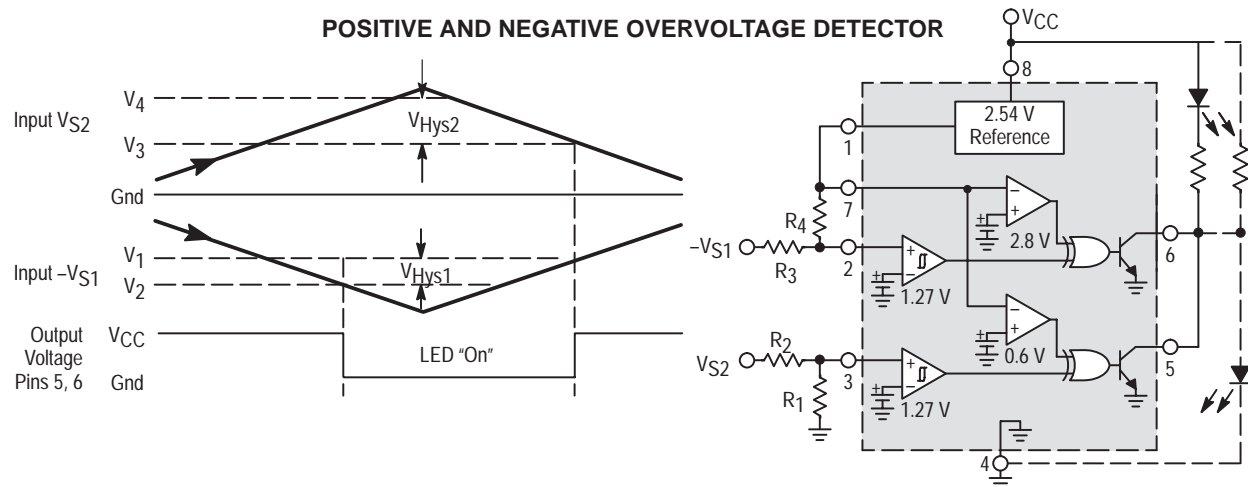 POSITIVE AND NEGATIVE OVERVOLTAGE DETECTOR
Input VS2
V4
V3
VHys2
Gnd
Input –VS1
V1
V2
VHys1
Output
Voltage
Pins 5, 6
VCC
Gnd
LED “On”
VCC
8
2.54 V
Reference
1
7
R4
–VS1
R3
2
+
–
1.27 V
–
+
2.8 V
6
VS2
R2
R1
3
+
–
1.27 V
–
+
0.6 V
5
4